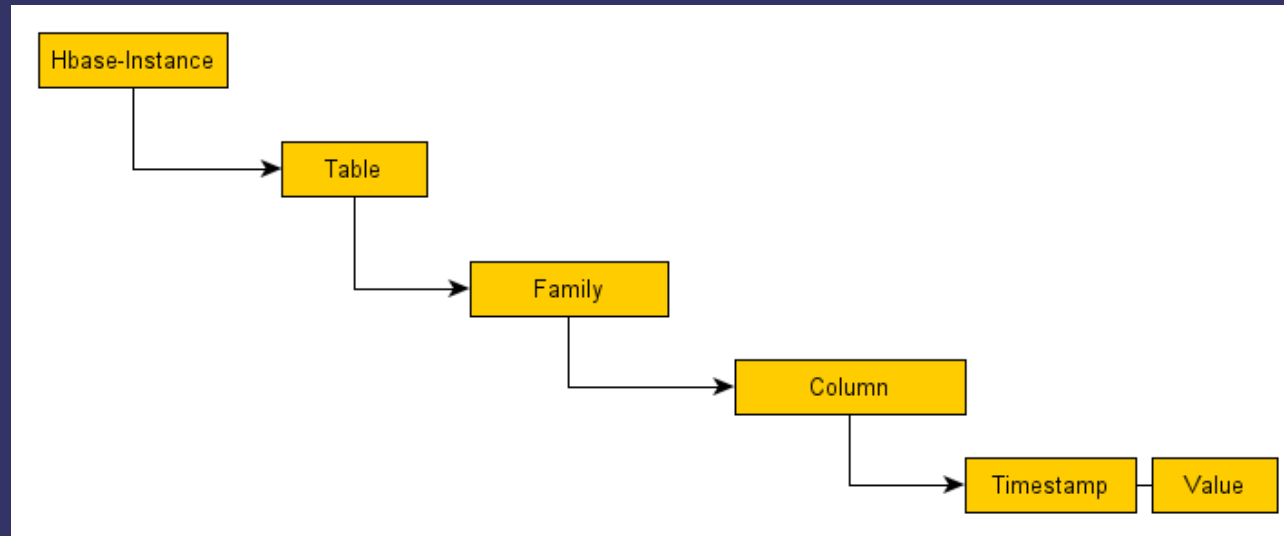 Hbase-Instance
Table
Family
Column
Timestamp
Value